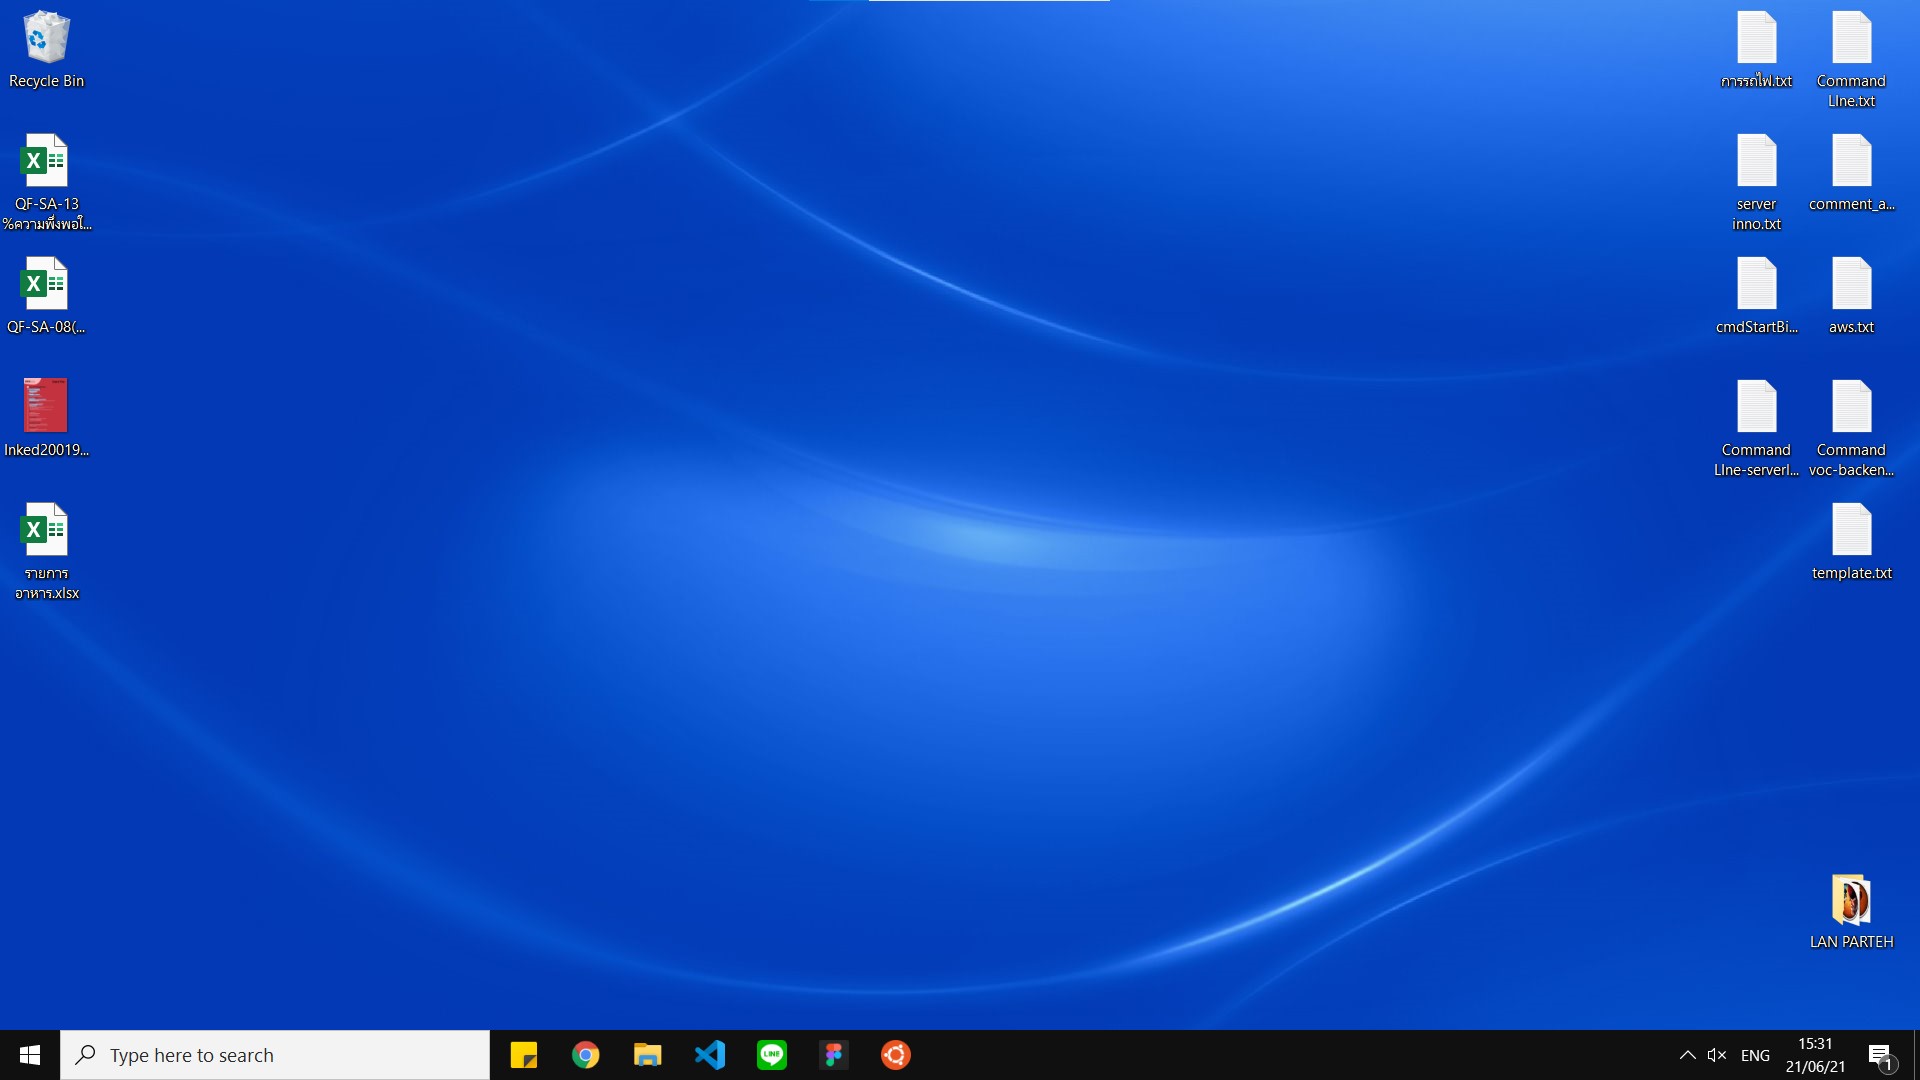 Recycle Bin
QF-SA-13
%ความพึงพอใ...
QF-SA-08(...
Inked20019...
รายการ
อาหาร.xlsx
การรถไฟ.txt
Command
LIne.txt
server
inno.txt
comment_a...
cmdStartBi...
aws.txt
Command
LIne-serverl...
Command
voc-backen...
template.txt
LAN PARTEH
Type here to search
LINE
ENG
15:31
21/06/21
1